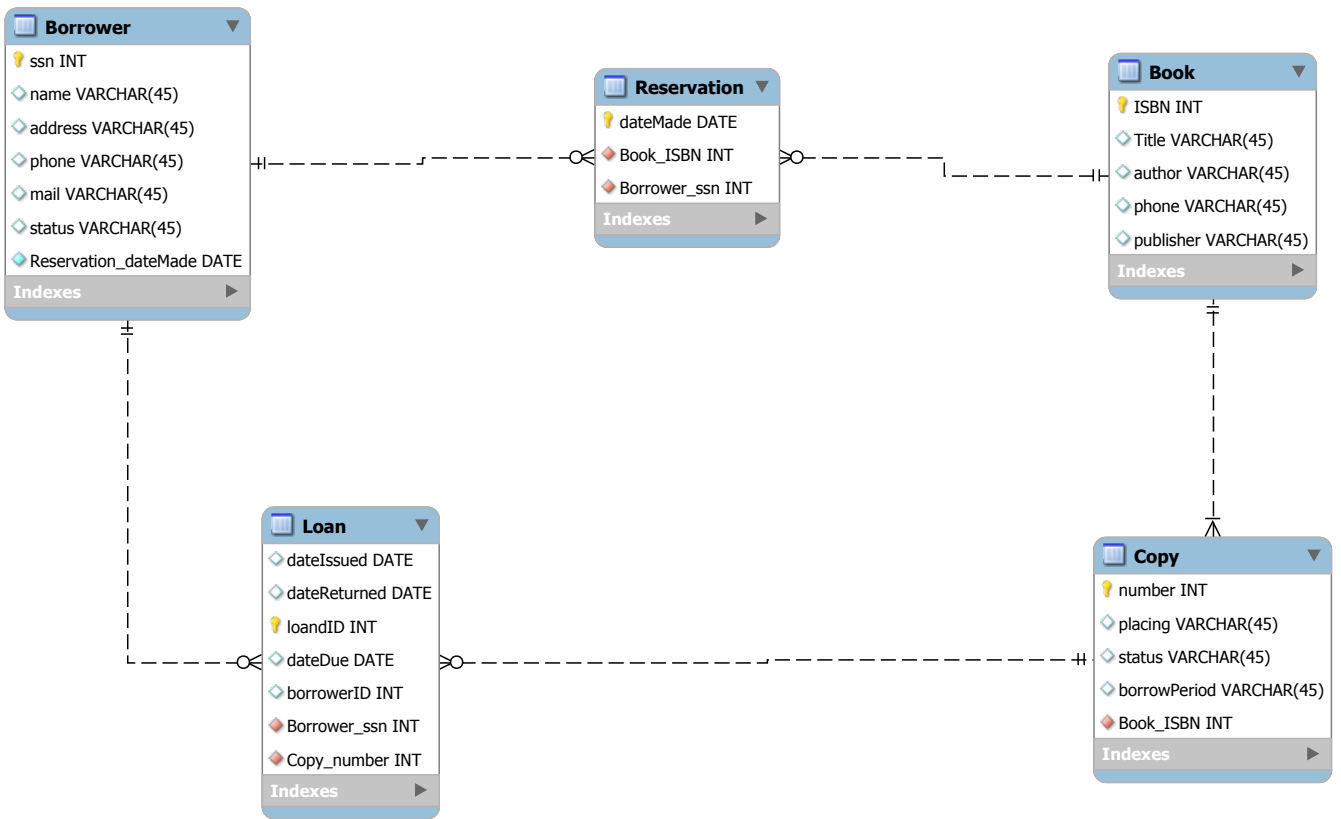 Borrower
ssn INT
name VARCHAR(45)
address VARCHAR(45)
phone VARCHAR(45)
mail VARCHAR(45)
status VARCHAR(45)
Reservation_dateMade DATE
Indexes
Reservation
dateMade DATE
Book_ISBN INT
Borrower_ssn INT
Indexes
Book
ISBN INT
Title VARCHAR(45)
author VARCHAR(45)
phone VARCHAR(45)
publisher VARCHAR(45)
Indexes
Loan
dateIssued DATE
dateReturned DATE
loandID INT
dateDue DATE
borrowerID INT
Borrower_ssn INT
Copy_number INT
Indexes
Copy
number INT
placing VARCHAR(45)
status VARCHAR(45)
borrowPeriod VARCHAR(45)
Book_ISBN INT
Indexes